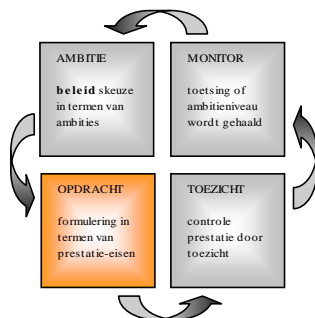 AMBITIE
beleid skeuze
in termen van
ambities
MONITOR
toetsing of
ambitieniveau
wordt gehaald
OPDRACHT
formulering in
termen van
prestatie-eisen
TOEZICHT
controle
prestatie door
toezicht